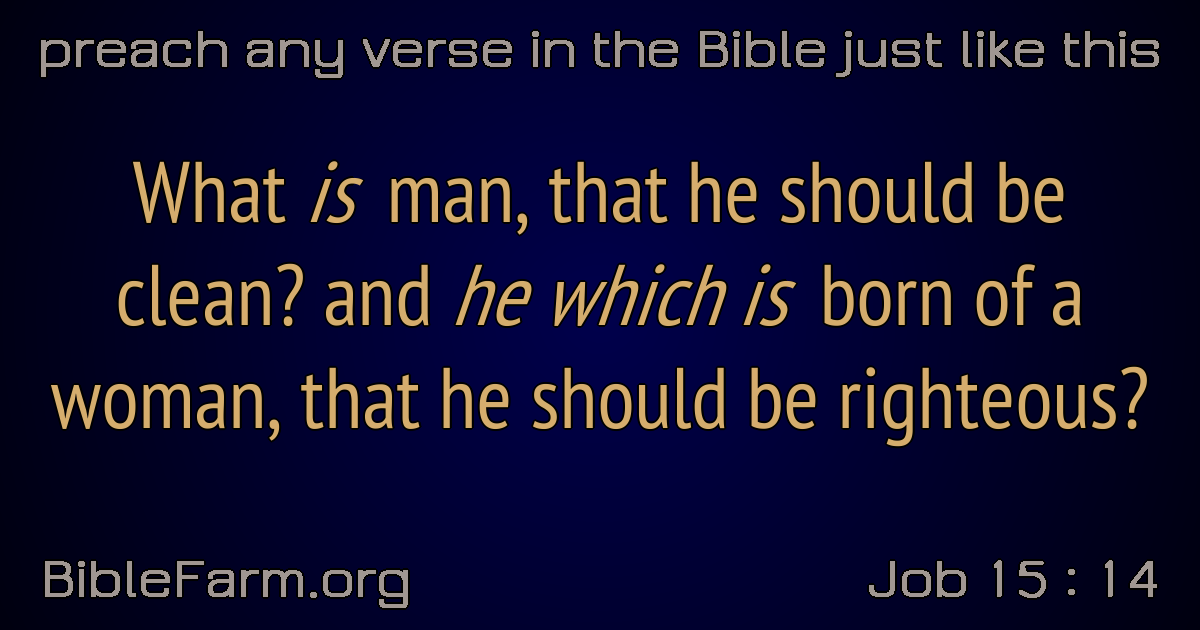 preach any verse in the Bible just like this
What is man, that he should be
clean? and he which is born of a
woman, that he should be righteous?
BibleFarm.org
Job 15 : 14